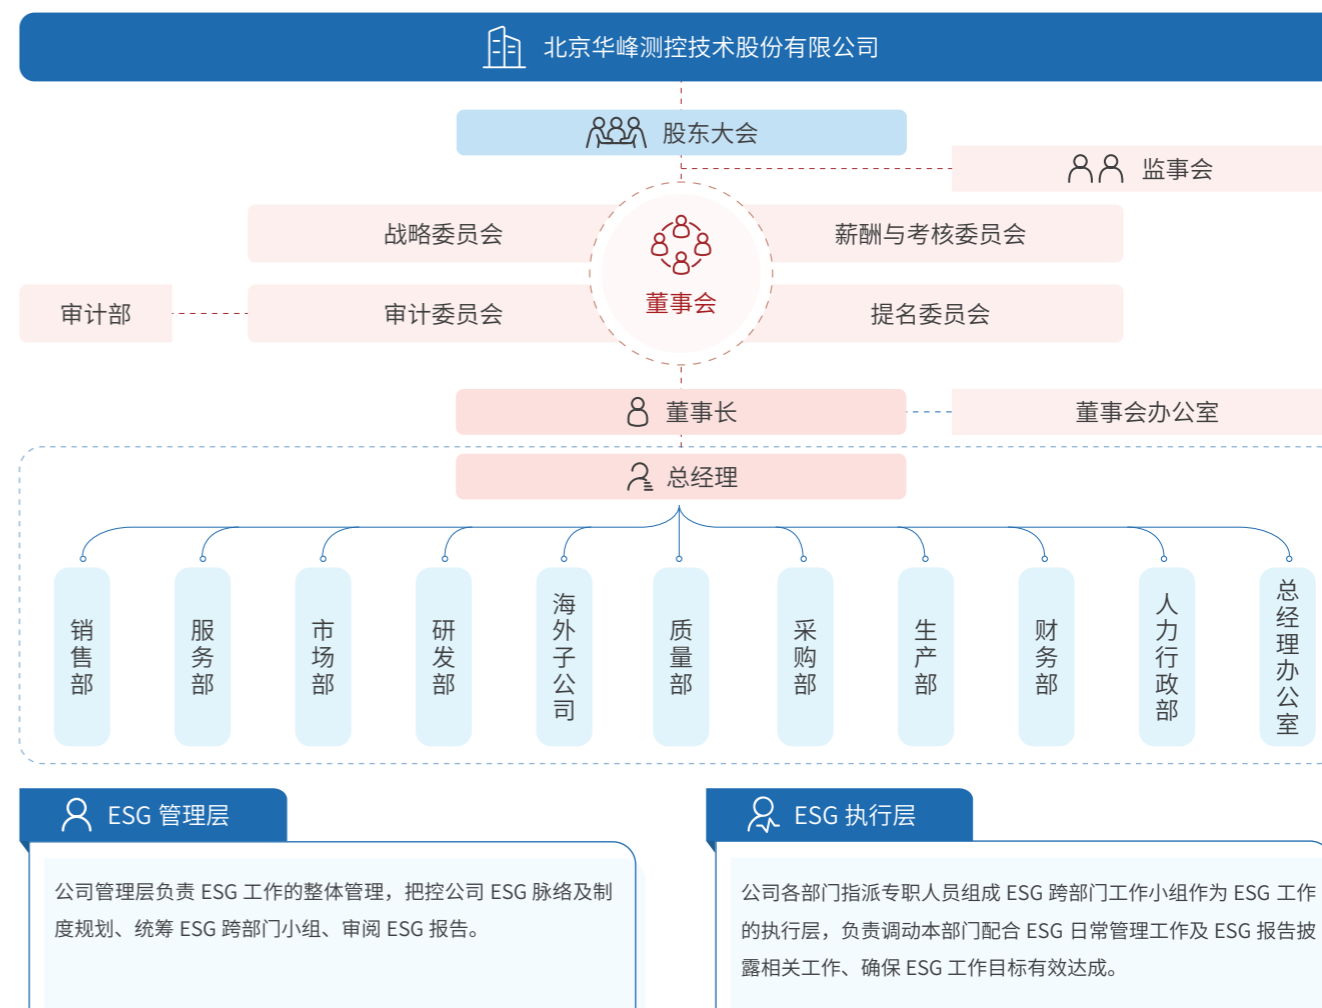 北京华峰测控技术股份有限公司
股东大会
监事会
战略委员会
薪酬与考核委员会
董事会
审计部
审计委员会
提名委员会
董事长
董事会办公室
总经理
销售部
服务部
市场部
研发部
海外子公司
质量部
采购部
生产部
财务部
人力行政部
总经理办公室
ESG 管理层
公司管理层负责 ESG 工作的整体管理，把控公司 ESG 脉络及制
度规划、统筹 ESG 跨部门小组、审阅 ESG 报告。
ESG 执行层
公司各部门指派专职人员组成 ESG 跨部门工作小组作为 ESG 工作
的执行层，负责调动本部门配合 ESG 日常管理工作及 ESG 报告披
露相关工作、确保 ESG 工作目标有效达成。